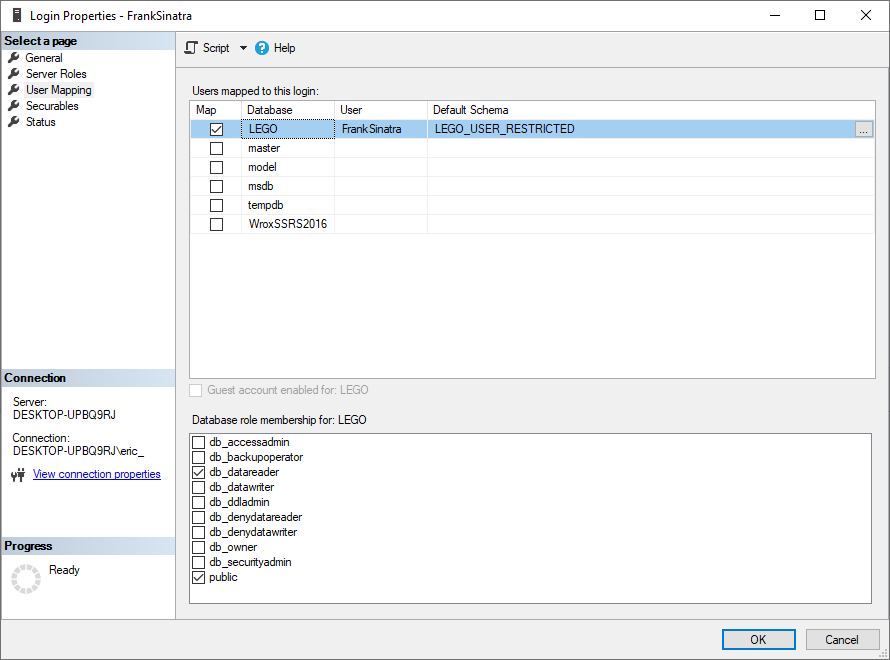 Login Properties - FrankSinatra
Select a page
General
Server Roles
User Mapping
Securables
Status
Connection
Server:
DESKTOP-UPBQ9RJ
Connection:
DESKTOP-UPBQ9RJ\eric_
View connection properties
Progress
Ready
Script Help
Users mapped to this login:
Map Database User Default Schema
LEGO FrankSinatra LEGO_USER_RESTRICTED ...
master
model
msdb
tempdb
WroxSSRS2016
Guest account enabled for: LEGO
Database role membership for: LEGO
db_accessadmin
db_backupoperator
db_datareader
db_datawriter
db_ddladmin
db_denydatareader
db_denydatawriter
db_owner
db_securityadmin
public
OK Cancel